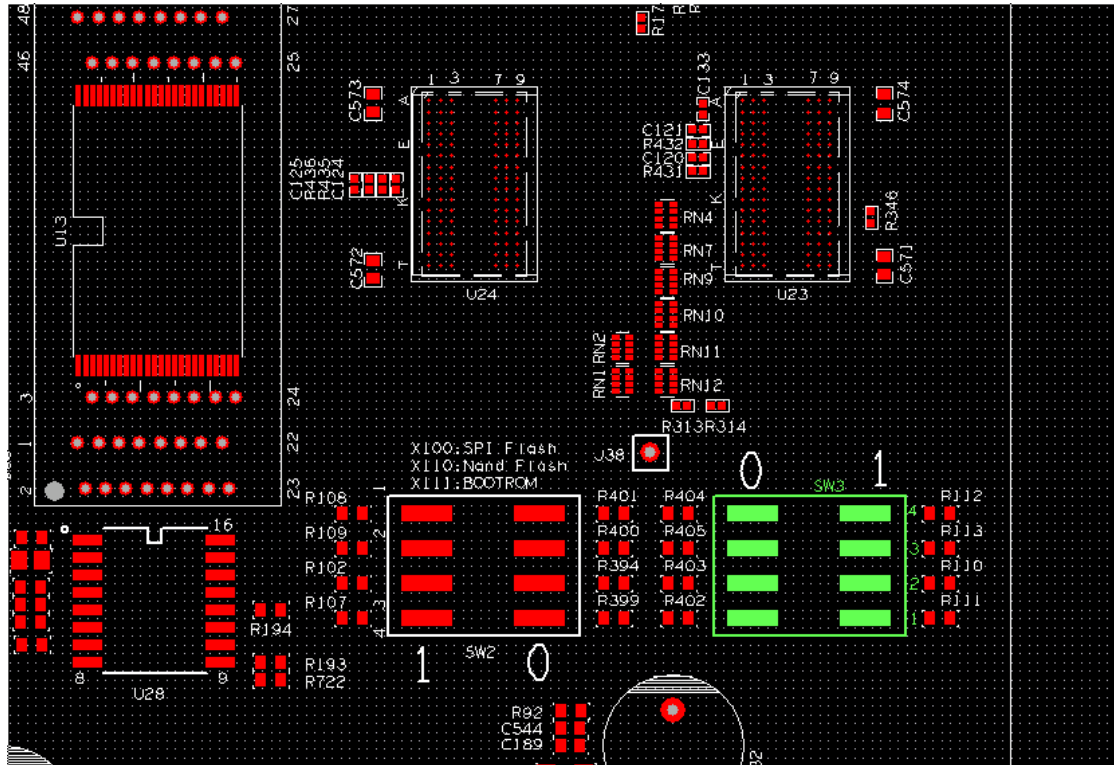 48
27
46
25
R17
1 3 7 9
1 3 7 9
C573
C133
C574
A
A
C121
R432
C120
R431
E
E
C125
R436
R435
C124
K
K
R346
U13
RN4
RN7
RN9
RN10
RN11
RN12
RN2
RN1
C572
T
T
C571
U24
U23
3
24
R313
R314
1
22
X100:SPI Flash
X110:Nand Flash
X111:BOOTROM
J38
0
1
2
23
SW3
R108
1
R401
R404
4
R112
16
R109
2
R400
R405
3
R113
R102
R394
R403
2
R110
R107
3
R399
R402
1
R111
R194
4
SW2
1
0
R193
8
9
R722
U28
R92
C544
C189